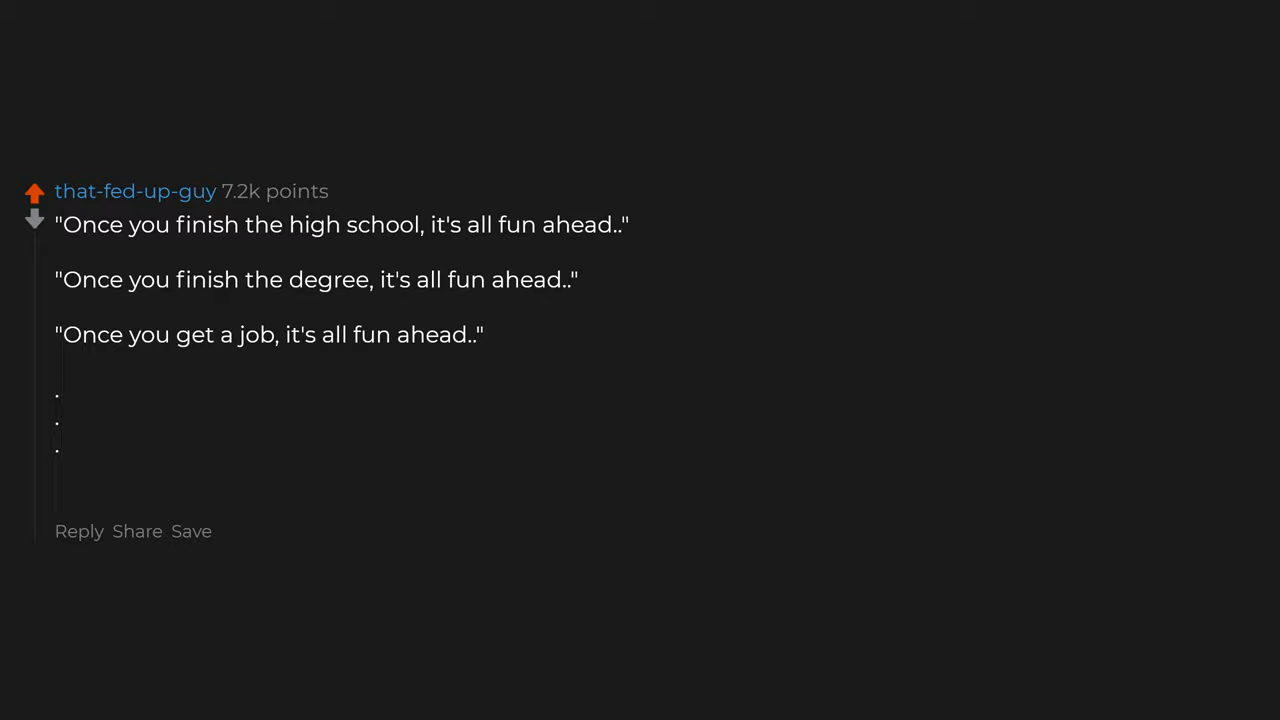 that-fed-up-guy 7.2k points
"Once you finish the high school, it's all fun ahead.."
"Once you finish the degree, it's all fun ahead.."
"Once you get a job, it's all fun ahead.."
.
.
.
Reply Share Save